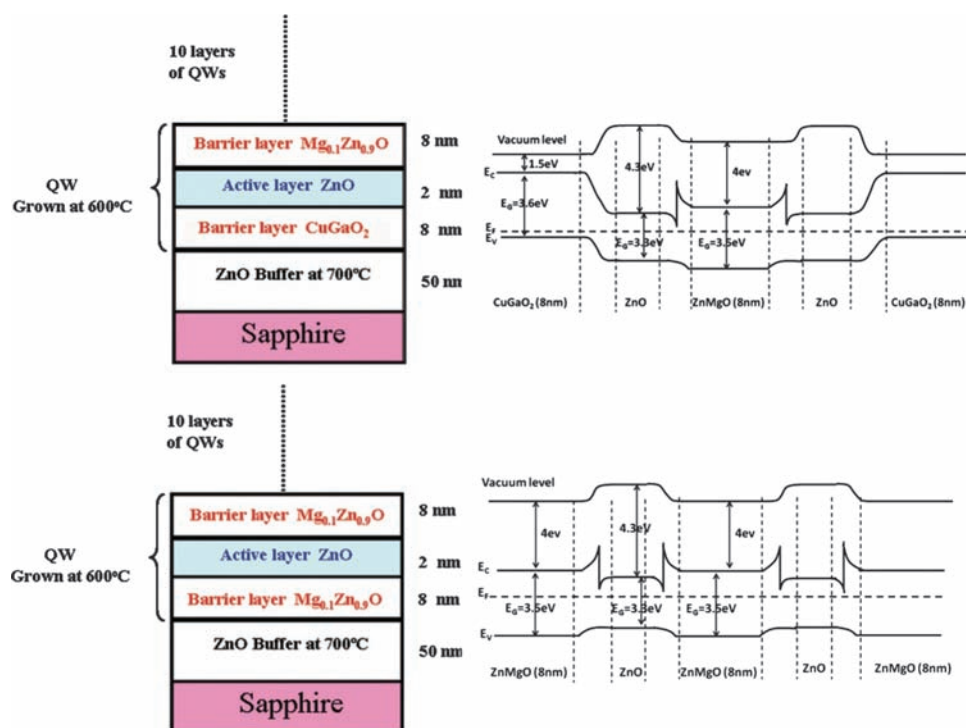 10 layers
of QWs
Barrier layer Mg0.1Zn0.9O
8 nm
QW
Grown at 600ºC
Active layer ZnO
2 nm
Barrier layer CuGaO2
8 nm
ZnO Buffer at 700ºC
50 nm
Sapphire
Vacuum level
1.5eV
4.3eV
4ev
EC
EG=3.6eV
EF
EV
EG=3.3eV
EG=3.5eV
CuGaO2 (8nm)
ZnO
ZnMgO (8nm)
ZnO
CuGaO2 (8nm)
10 layers
of QWs
Barrier layer Mg0.1Zn0.9O
8 nm
QW
Grown at 600ºC
Active layer ZnO
2 nm
Barrier layer Mg0.1Zn0.9O
8 nm
ZnO Buffer at 700ºC
50 nm
Sapphire
Vacuum level
4ev
4.3eV
4ev
EC
EF
EG=3.5eV
EG=3.3eV
EG=3.5eV
EV
ZnMgO (8nm)
ZnO
ZnMgO (8nm)
ZnO
ZnMgO (8nm)